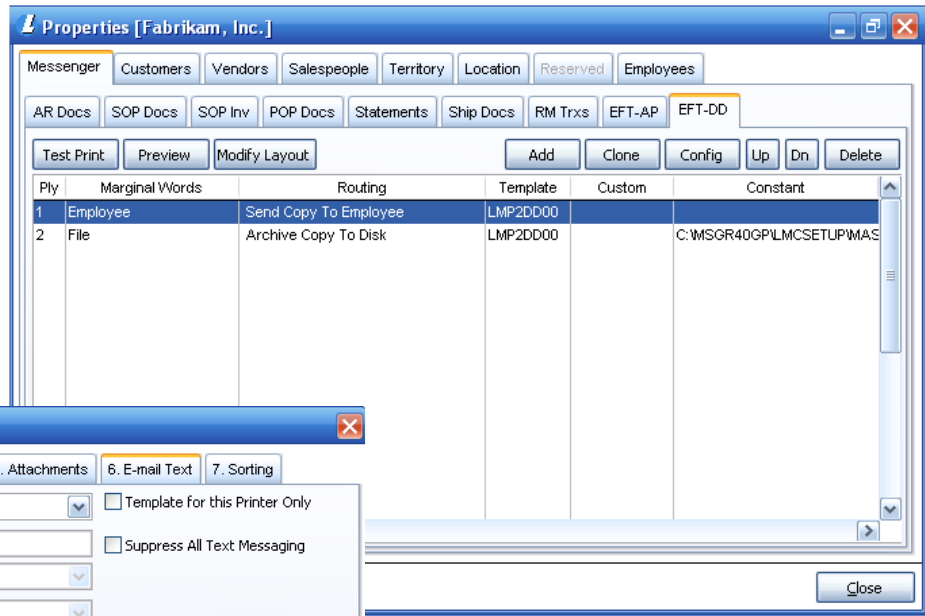 Properties [Fabrikam, Inc.]
Messenger Customers Vendors Salespeople Territory Location Reserved Employees
AR Docs SOP Docs SOP Inv POP Docs Statements Ship Docs RM Trxs EFT-AP EFT-DD
Test Print Preview Modify Layout Add Clone Config Up Dn Delete
Ply Marginal Words Routing Template Custom Constant
1 Employee Send Copy To Employee LMP2DD00
2 File Archive Copy To Disk LMP2DD00 C:\MSGR40GP\LMCSETUP\MAS
. Attachments 6. E-mail Text 7. Sorting
Template for this Printer Only
Suppress All Text Messaging
Close